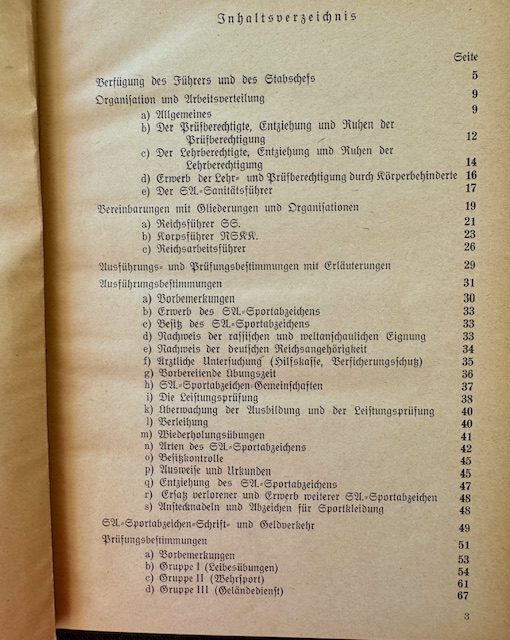 Inhaltsverzeichnis
Seite
Verfügung des Führers und des Stabschefs 5
Organisation und Arbeitsverteilung 9
a) Allgemeines 9
b) Der Prüfberechtigte, Entziehung und Ruhen der
Prüfberechtigung 12
c) Der Lehrberechtigte, Entziehung und Ruhen der
Lehrberechtigung 14
d) Erwerb der Lehr- und Prüfberechtigung durch Körperbehinderte 16
e) Der SA.-Sanitätsführer 17
Vereinbarungen mit Gliederungen und Organisationen 19
a) Reichsführer SS. 21
b) Korpsführer NSKK. 23
c) Reichsarbeitsführer 26
Ausführungs- und Prüfungsbestimmungen mit Erläuterungen 29
Ausführungsbestimmungen 31
a) Vorbemerkungen 30
b) Erwerb des SA.-Sportabzeichens 33
c) Besitz des SA.-Sportabzeichens 33
d) Nachweis der rassischen und weltanschaulichen Eignung 33
e) Nachweis der deutschen Reichsangehörigkeit 34
f) Ärztliche Untersuchung (Hilfskasse, Versicherungsschutz) 35
g) Vorbereitende Übungszeit 36
h) SA.-Sportabzeichen-Gemeinschaften 37
i) Die Leistungsprüfung 38
k) Überwachung der Ausbildung und der Leistungsprüfung 40
l) Verleihung 40
m) Wiederholungsübungen 41
n) Arten des SA.-Sportabzeichens 42
o) Besitzkontrolle 45
p) Ausweise und Urkunden 45
q) Entziehung des SA.-Sportabzeichens 47
r) Ersatz verlorener und Erwerb weiterer SA.-Sportabzeichen 48
s) Anstecknadeln und Abzeichen für Sportkleidung 48
SA.-Sportabzeichen-Schrift- und Geldverkehr 49
Prüfungsbestimmungen 51
a) Vorbemerkungen 53
b) Gruppe I (Leibesübungen) 54
c) Gruppe II (Wehrsport) 61
d) Gruppe III (Geländedienst) 67
3